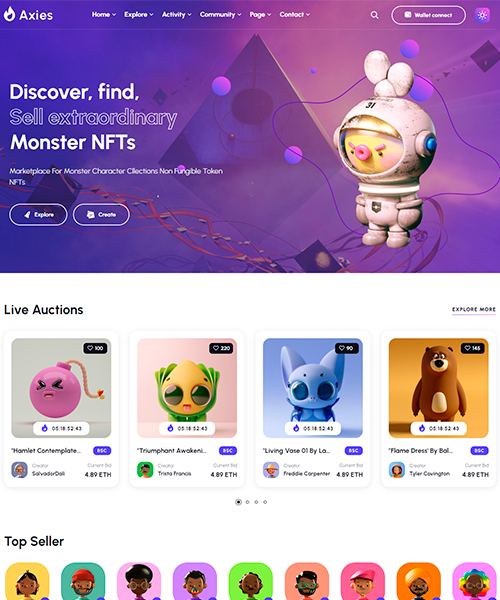 Axies
Home Explore Activity Community Page Contact
Wallet connect
31
Discover, find,
Sell extraordinary
Monster NFTs
Marketplace For Monster Character Cllections Non Fungible Token
NFTs
Explore
Create
Live Auctions
EXPLORE MORE
100
220
90
145
05:18:52:43
05:18:52:43
05:18:52:43
05:18:52:43
"Hamlet Contemplate... BSC
"Triumphant Awakeni... BSC
"Living Vase 01 By La... BSC
"Flame Dress' By Bal... BSC
Creator Current Bid
SalvadorDali 4.89 ETH
Creator Current Bid
Trista Francis 4.89 ETH
Creator Current Bid
Freddie Carpenter 4.89 ETH
Creator Current Bid
Tyler Covington 4.89 ETH
Top Seller